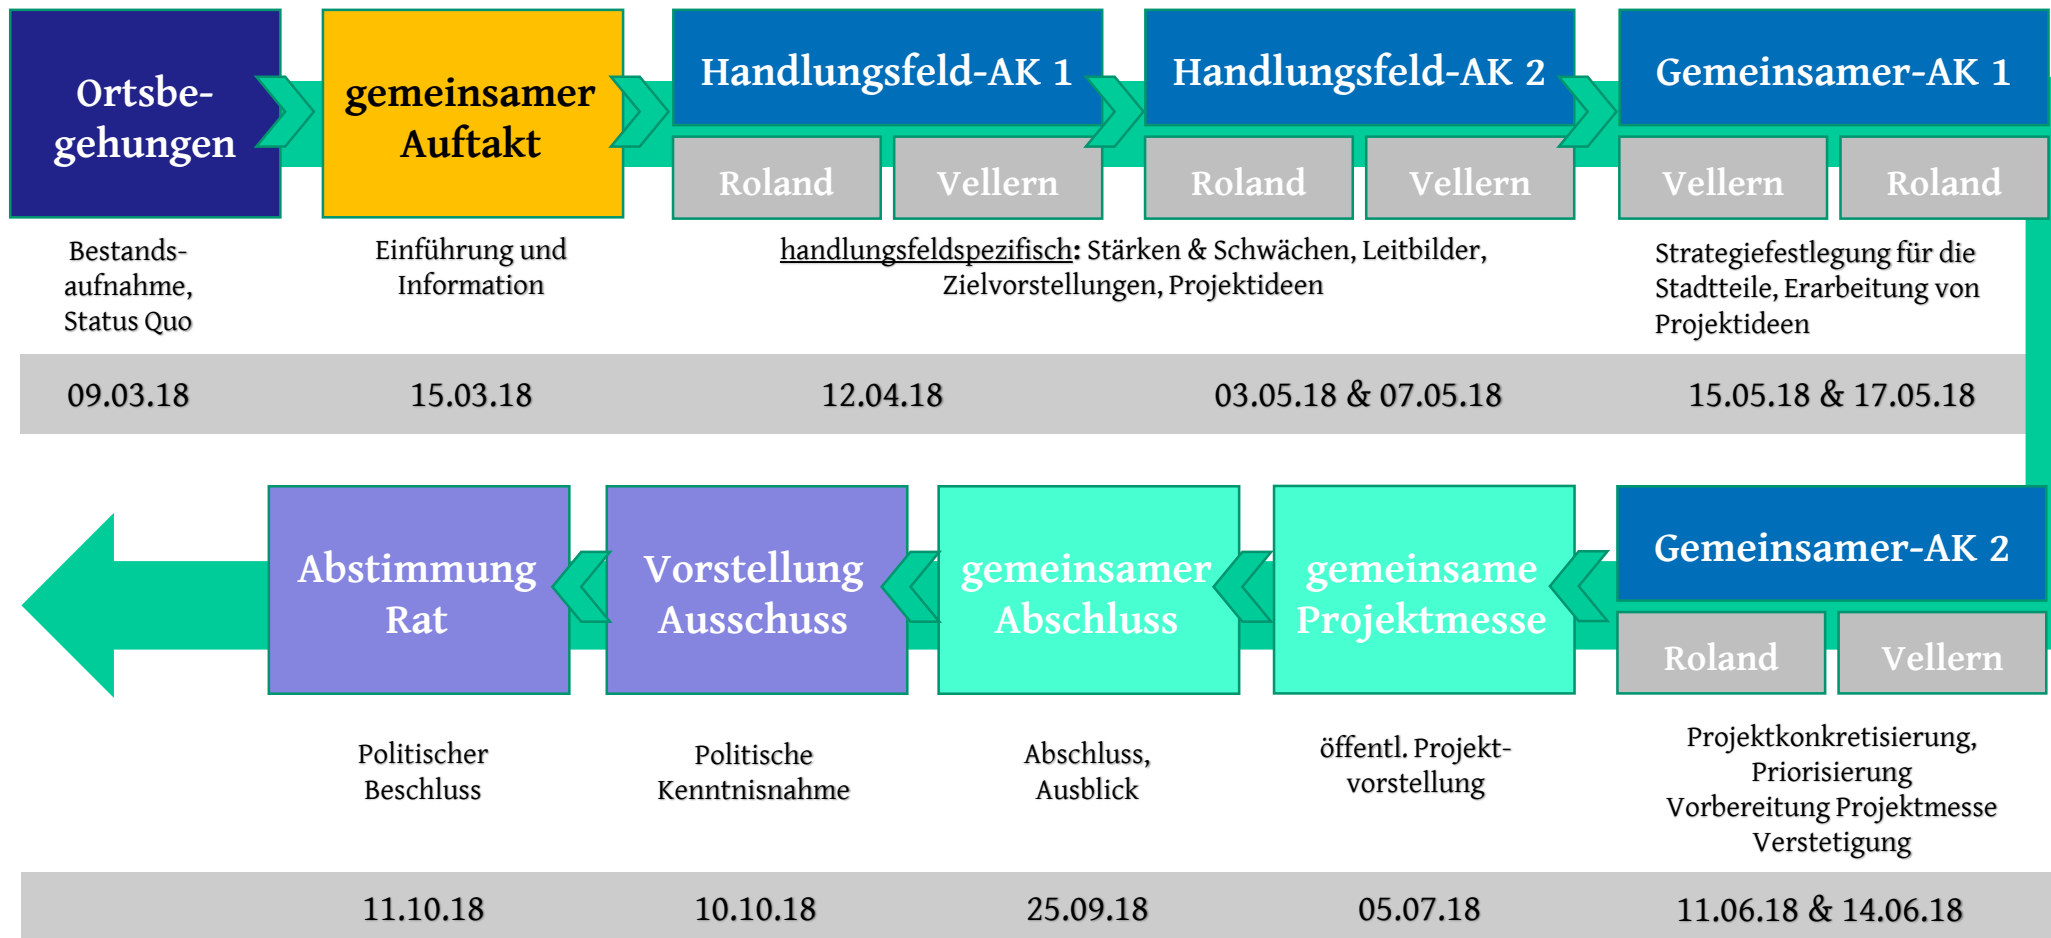 Ortsbe-
gehungen
gemeinsamer
Auftakt
Handlungsfeld-AK 1
Roland
Vellern
Handlungsfeld-AK 2
Roland
Vellern
Gemeinsamer-AK 1
Vellern
Roland
Bestands-
aufnahme,
Status Quo
Einführung und
Information
handlungsfeldspezifisch: Stärken & Schwächen, Leitbilder,
Zielvorstellungen, Projektideen
Strategiefestlegung für die
Stadtteile, Erarbeitung von
Projektideen
09.03.18
15.03.18
12.04.18
03.05.18 & 07.05.18
15.05.18 & 17.05.18
Abstimmung
Rat
Vorstellung
Ausschuss
gemeinsamer
Abschluss
gemeinsame
Projektmesse
Gemeinsamer-AK 2
Roland
Vellern
Politischer
Beschluss
Politische
Kenntnisnahme
Abschluss,
Ausblick
öffentl. Projekt-
vorstellung
Projektkonkretisierung,
Priorisierung
Vorbereitung Projektmesse
Verstetigung
11.10.18
10.10.18
25.09.18
05.07.18
11.06.18 & 14.06.18